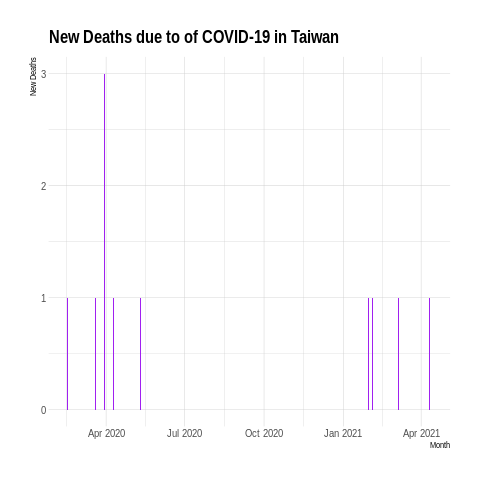 New Deaths due to of COVID-19 in Taiwan
New Deaths
3
2
1
0
Apr 2020 Jul 2020 Oct 2020 Jan 2021 Apr 2021
Month